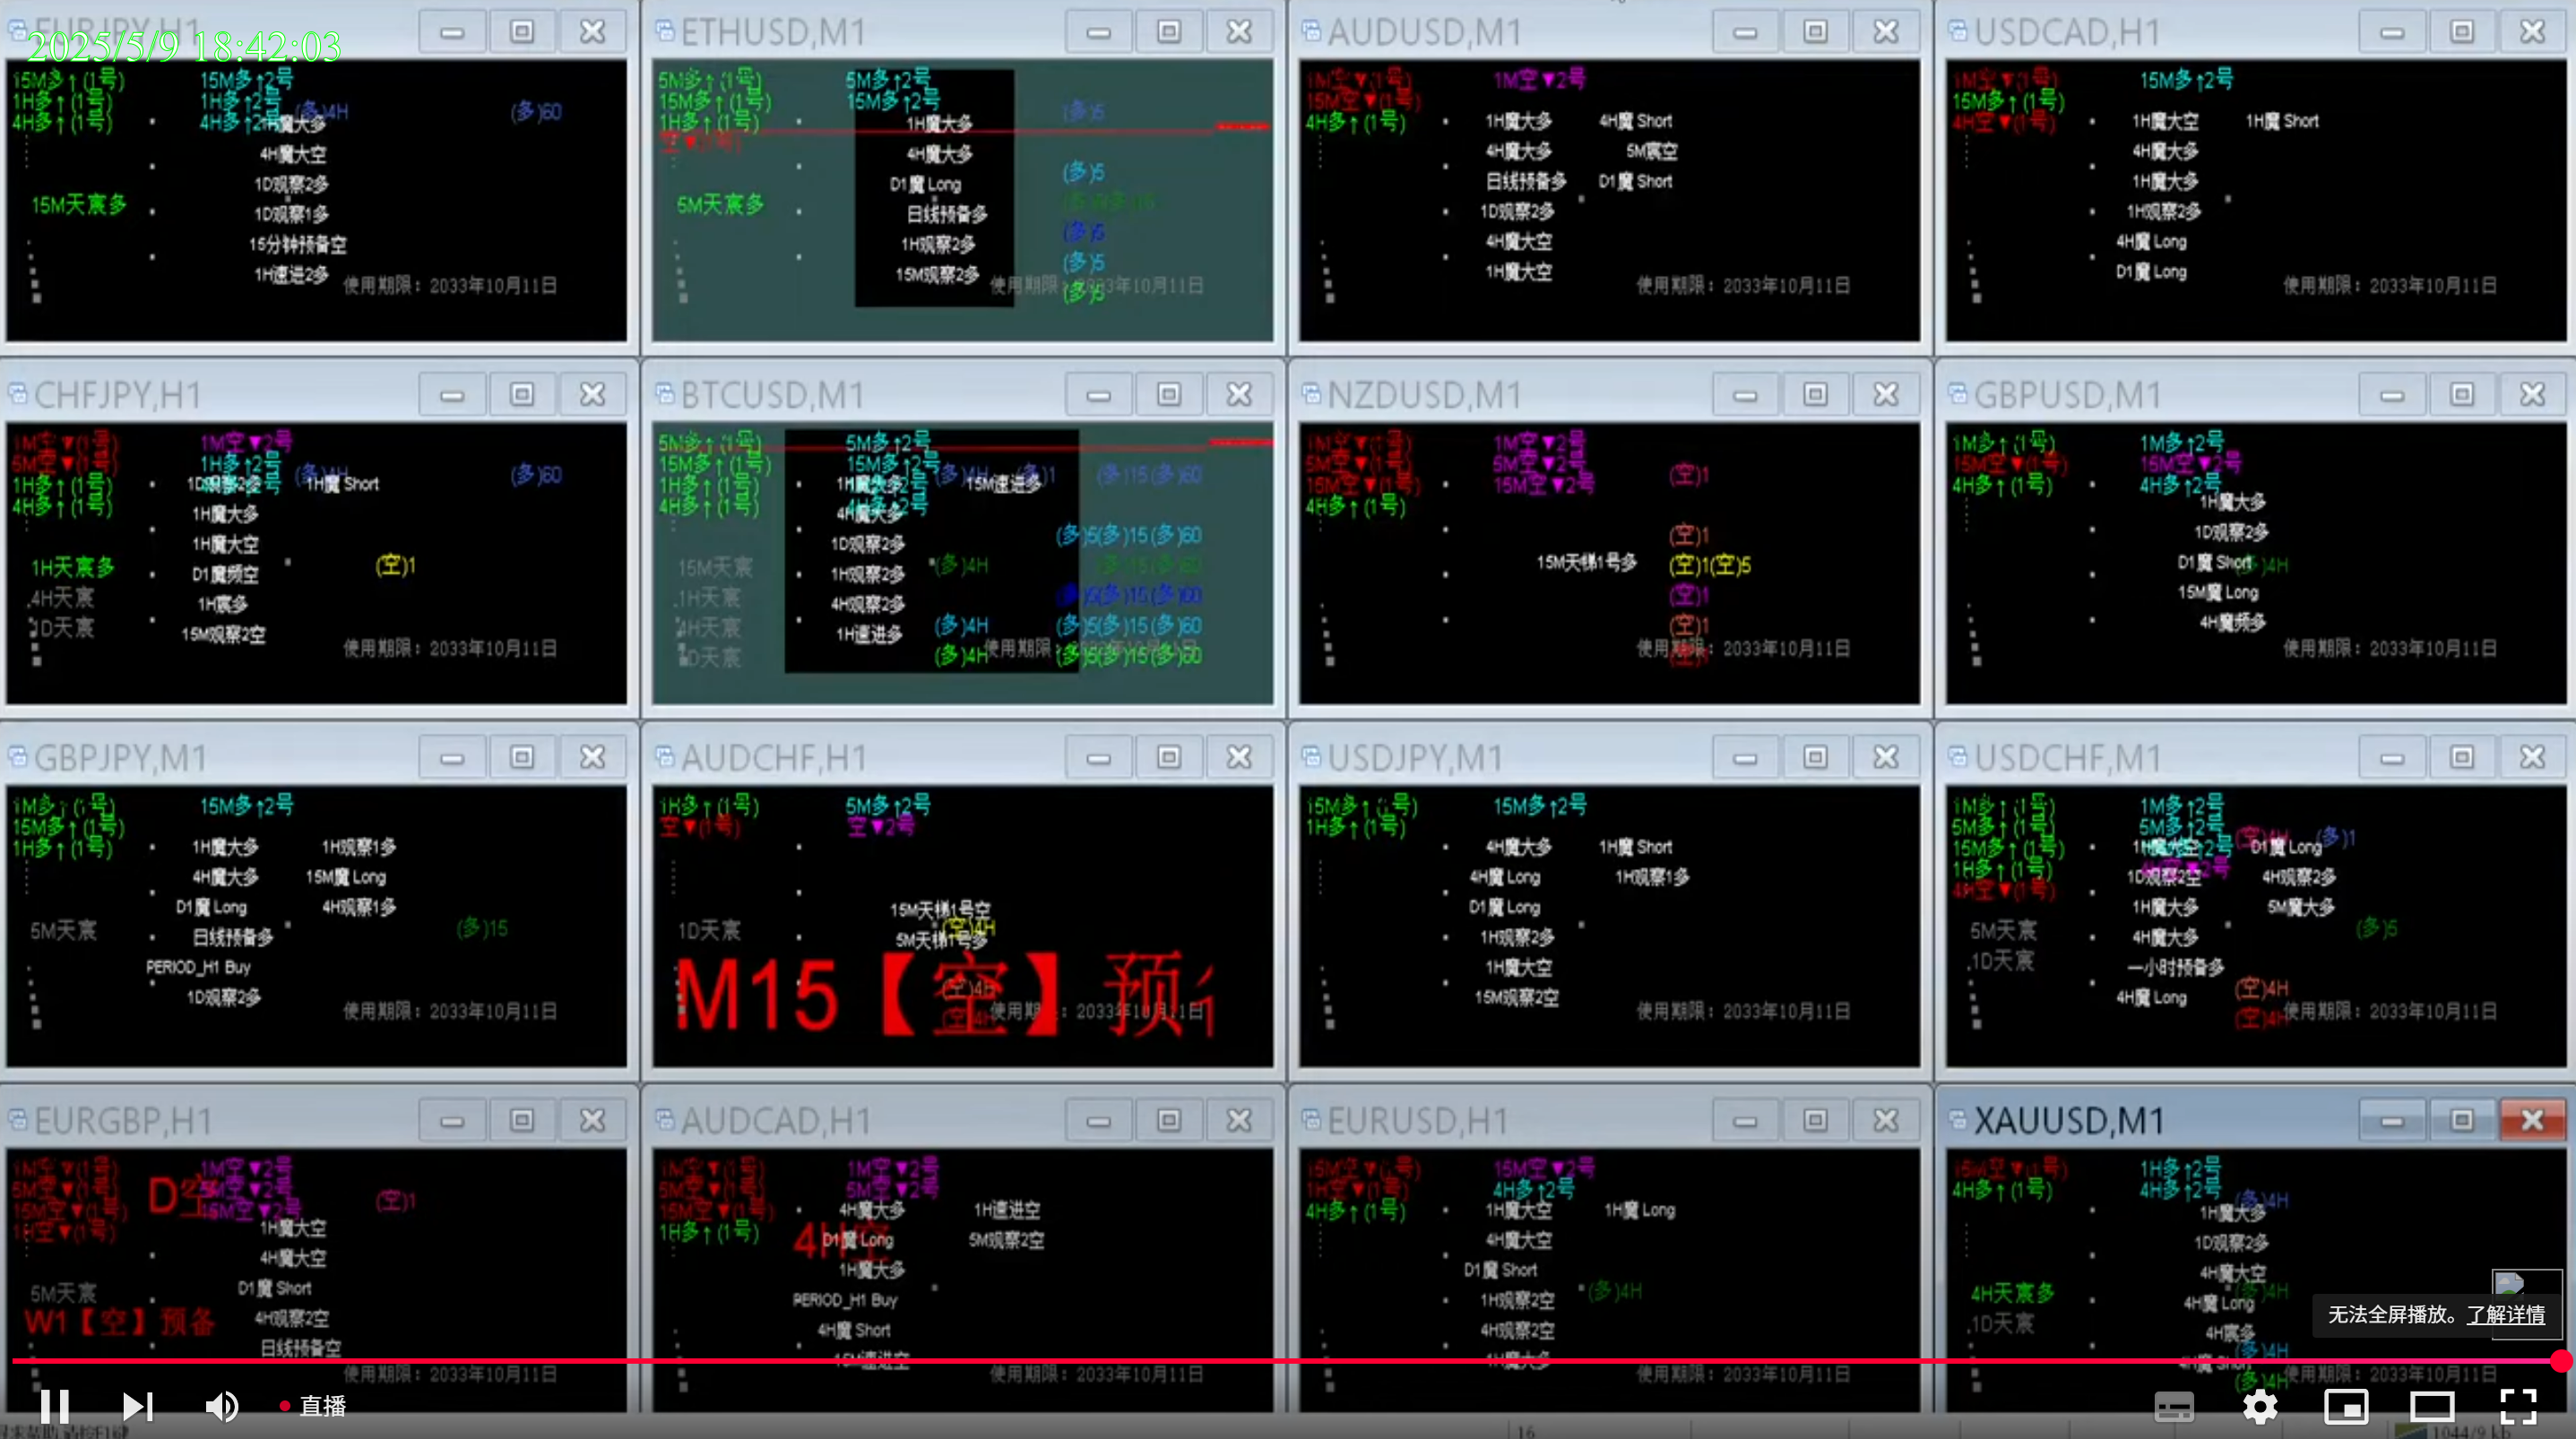 EURJPY,H1
2025/5/9 18:42:03
15M多↑(1号)
15M多↑2号
1H多↑(1号)
1H多↑2号
(多)4H
(多)60
4H多↑(1号)
4H多↑2号
1H魔大多
4H魔大空
1D观察2多
15M天宸多
1D观察1多
15分钟预备空
1H速进2多
使用期限：2033年10月11日
ETHUSD,M1
5M多↑(1号)
5M多↑2号
15M多↑(1号)
15M多↑2号
(多)5
1H多↑(1号)
1H魔大多
4H魔大多
(多)5
D1魔 Long
5M天宸多
日线预备多
(多)5
1H观察2多
(多)5
15M观察2多
(多)5
AUDUSD,M1
1M空▼(1号)
1M空▼2号
15M空▼(1号)
4H多↑(1号)
1H魔大多
4H魔 Short
4H魔大多
5M宸空
日线预备多
D1魔 Short
1D观察2多
4H魔大空
1H魔大空
使用期限：2033年10月11日
USDCAD,H1
1M空▼(1号)
15M多↑2号
15M多↑(1号)
4H空▼(1号)
1H魔大空
1H魔 Short
4H魔大多
1H魔大多
1H观察2多
4H魔 Long
D1魔 Long
使用期限：2033年10月11日
CHFJPY,H1
1M空▼(1号)
1M空▼2号
5M空▼(1号)
1H多↑2号
(多)4H
(多)60
1H多↑(1号)
1D观察2多
1H魔 Short
4H多↑(1号)
1H魔大多
1H魔大空
1H天宸多
D1魔频空
(空)1
4H天宸
1H宸多
1D天宸
15M观察2空
使用期限：2033年10月11日
BTCUSD,M1
5M多↑(1号)
5M多↑2号
15M多↑(1号)
15M多↑2号
(多)4H
(多)1
(多)15(多)60
1H多↑(1号)
1H魔大多
15M速进多
4H多↑(1号)
4H魔大多
1D观察2多
(多)5(多)15(多)60
15M天宸
1H观察2多
(多)4H
(多)15(多)60
1H天宸
4H观察2多
(多)5(多)15(多)60
4H天宸
1H速进多
(多)4H
(多)5(多)15(多)60
D天宸
(多)4H
(多)5(多)15(多)60
NZDUSD,M1
1M空▼(1号)
1M空▼2号
5M空▼(1号)
5M空▼2号
(空)1
15M空▼(1号)
15M空▼2号
4H多↑(1号)
(空)1
15M天梯1号多
(空)1(空)5
(空)1
(空)1
使用期限：2033年10月11日
GBPUSD,M1
1M多↑(1号)
1M多↑2号
15M空▼(1号)
15M空▼2号
4H多↑(1号)
4H多↑2号
1H魔大多
1D观察2多
D1魔 Short
(多)4H
15M魔 Long
4H魔频多
使用期限：2033年10月11日
GBPJPY,M1
1M多↑(1号)
15M多↑2号
15M多↑(1号)
1H多↑(1号)
1H魔大多
1H观察1多
4H魔大多
15M魔 Long
D1魔 Long
4H观察1多
5M天宸
日线预备多
(多)15
PERIOD_H1 Buy
1D观察2多
使用期限：2033年10月11日
AUDCHF,H1
1H多↑(1号)
5M多↑2号
空▼(1号)
空▼2号
15M天梯1号空
1D天宸
(空)4H
5M天梯1号多
M15【空】预
(空)4H
USDJPY,M1
15M多↑(1号)
15M多↑2号
1H多↑(1号)
4H魔大多
1H魔 Short
4H魔 Long
1H观察1多
D1魔 Long
1H观察2多
1H魔大空
15M观察2空
使用期限：2033年10月11日
USDCHF,M1
1M多↑(1号)
1M多↑2号
5M多↑(1号)
5M多↑2号
(空)4H
(多)1
15M多↑(1号)
D1魔 Long
1H多↑(1号)
1D观察2空
4H观察2多
4H空▼(1号)
1H魔大多
5M魔大多
5M天宸
4H魔大多
(多)5
1D天宸
一小时预备多
4H魔 Long
(空)4H
(空)4H
使用期限：2033年10月11日
EURGBP,H1
1M空▼(1号)
1M空▼2号
5M空▼(1号)
5M空▼2号
D空
(空)1
15M空▼(1号)
15M空▼2号
1H空▼(1号)
1H魔大空
4H魔大空
5M天宸
D1魔 Short
W1【空】预备
4H观察2空
日线预备空
使用期限：2033年10月11日
AUDCAD,H1
1M空▼(1号)
1M空▼2号
5M空▼(1号)
5M空▼2号
15M空▼(1号)
4H魔大多
1H速进空
1H多↑(1号)
4H空
D1魔 Long
5M观察2空
1H魔大多
PERIOD_H1 Buy
4H魔 Short
15M速进空
使用期限：2033年10月11日
EURUSD,H1
15M空▼(1号)
15M空▼2号
1H空▼(1号)
4H多↑2号
4H多↑(1号)
1H魔大空
1H魔 Long
4H魔大空
D1魔 Short
1H观察2空
(多)4H
4H观察2空
1H魔大多
使用期限：2033年10月11日
XAUUSD,M1
15M空▼(1号)
1H多↑2号
4H多↑(1号)
4H多↑2号
(多)4H
1H魔大多
1D观察2多
4H魔大空
4H天宸多
(多)4H
4H魔 Long
1D天宸
4H宸多
(多)4H
(多)4H
使用期限：2033年10月11日
无法全屏播放。了解详情
直播
16